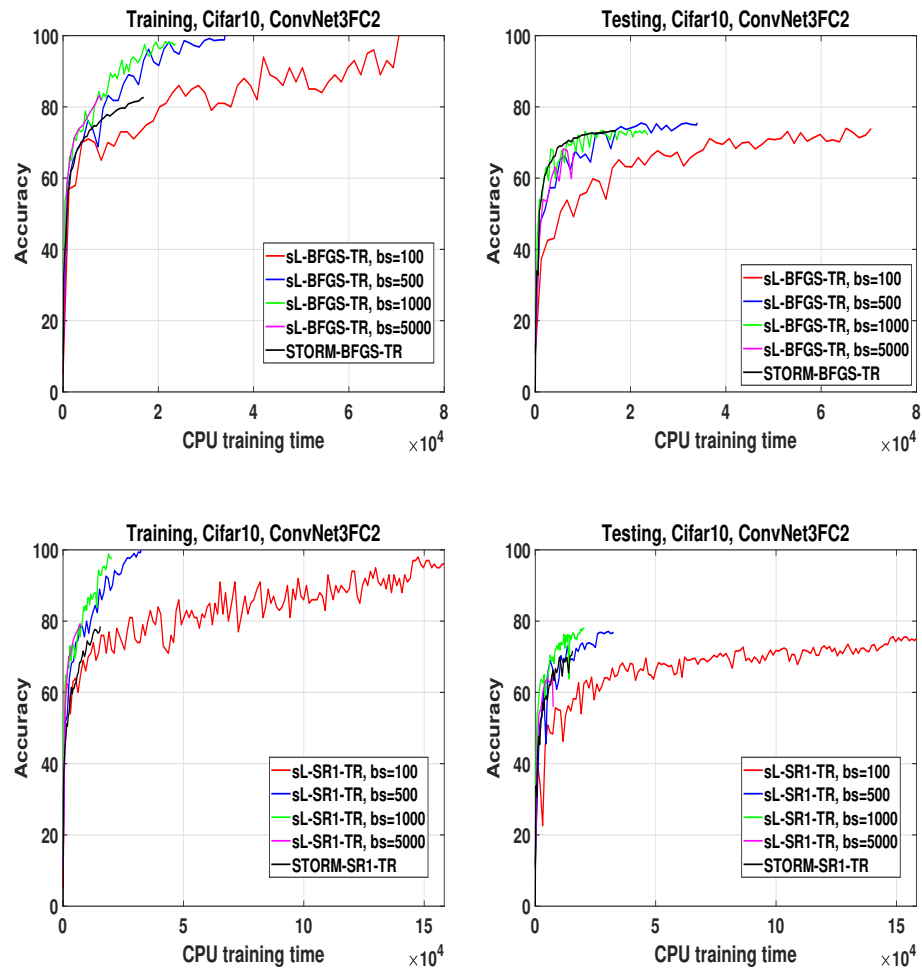 Training, Cifar10, ConvNet3FC2
100
80
60
40
20
0
Accuracy
sL-BFGS-TR, bs=100
sL-BFGS-TR, bs=500
sL-BFGS-TR, bs=1000
sL-BFGS-TR, bs=5000
STORM-BFGS-TR
0 2 4 6 8
CPU training time
×10^4
Testing, Cifar10, ConvNet3FC2
100
80
60
40
20
0
Accuracy
sL-BFGS-TR, bs=100
sL-BFGS-TR, bs=500
sL-BFGS-TR, bs=1000
sL-BFGS-TR, bs=5000
STORM-BFGS-TR
0 2 4 6 8
CPU training time
×10^4
Training, Cifar10, ConvNet3FC2
100
80
60
40
20
0
Accuracy
sL-SR1-TR, bs=100
sL-SR1-TR, bs=500
sL-SR1-TR, bs=1000
sL-SR1-TR, bs=5000
STORM-SR1-TR
0 5 10 15
CPU training time
×10^4
Testing, Cifar10, ConvNet3FC2
100
80
60
40
20
0
Accuracy
sL-SR1-TR, bs=100
sL-SR1-TR, bs=500
sL-SR1-TR, bs=1000
sL-SR1-TR, bs=5000
STORM-SR1-TR
0 5 10 15
CPU training time
×10^4